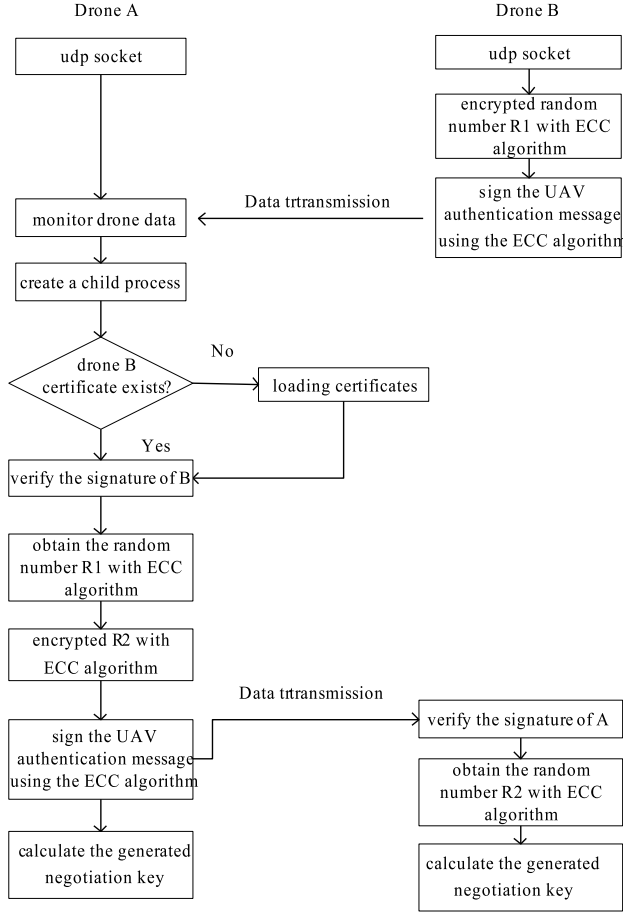 Drone A
Drone B
udp socket
udp socket
encrypted random
number R1 with ECC
algorithm
sign the UAV
authentication message
using the ECC algorithm
Data trtransmission
monitor drone data
create a child process
drone B
certificate exists?
No
loading certificates
Yes
verify the signature of B
obtain the random
number R1 with ECC
algorithm
encrypted R2 with
ECC algorithm
sign the UAV
authentication message
using the ECC algorithm
Data trtransmission
calculate the generated
negotiation key
verify the signature of A
obtain the random
number R2 with ECC
algorithm
calculate the generated
negotiation key